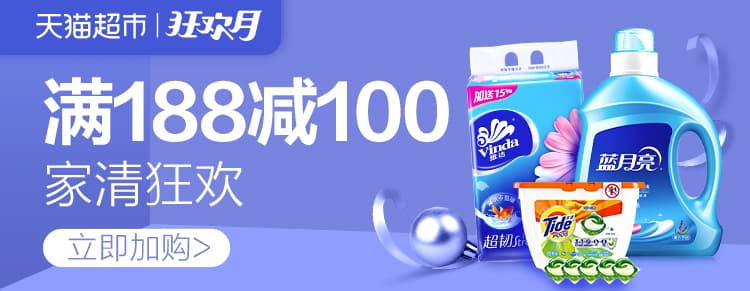 天猫超市|狂欢月
满188减100
家清狂欢
立即加购>
加送15%
Vinda
维达
超韧
蓝月亮
Tide